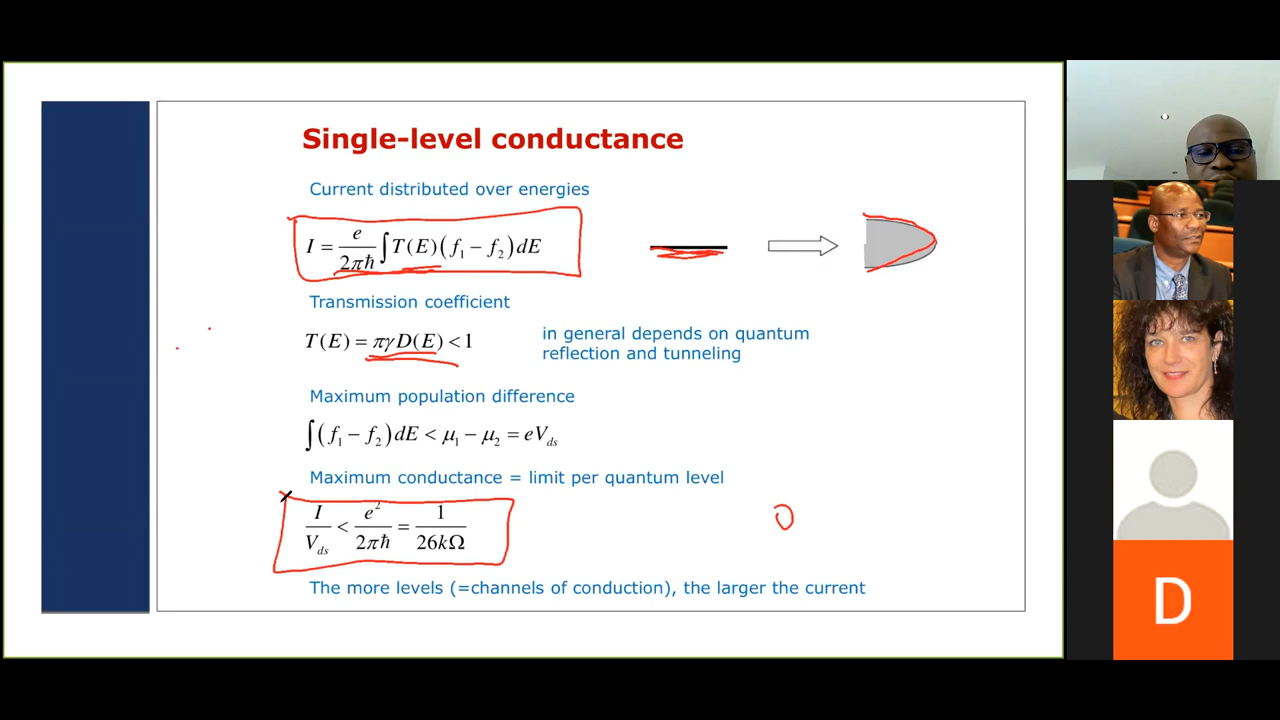 Single-level conductance
Current distributed over energies
I = e/2πħ ∫T(E)(f₁ − f₂)dE
Transmission coefficient
T(E) = πγD(E) < 1
in general depends on quantum
reflection and tunneling
Maximum population difference
∫(f₁ − f₂)dE < μ₁ − μ₂ = eV_ds
Maximum conductance = limit per quantum level
I/V_ds < e²/2πħ = 1/26kΩ
The more levels (=channels of conduction), the larger the current
D